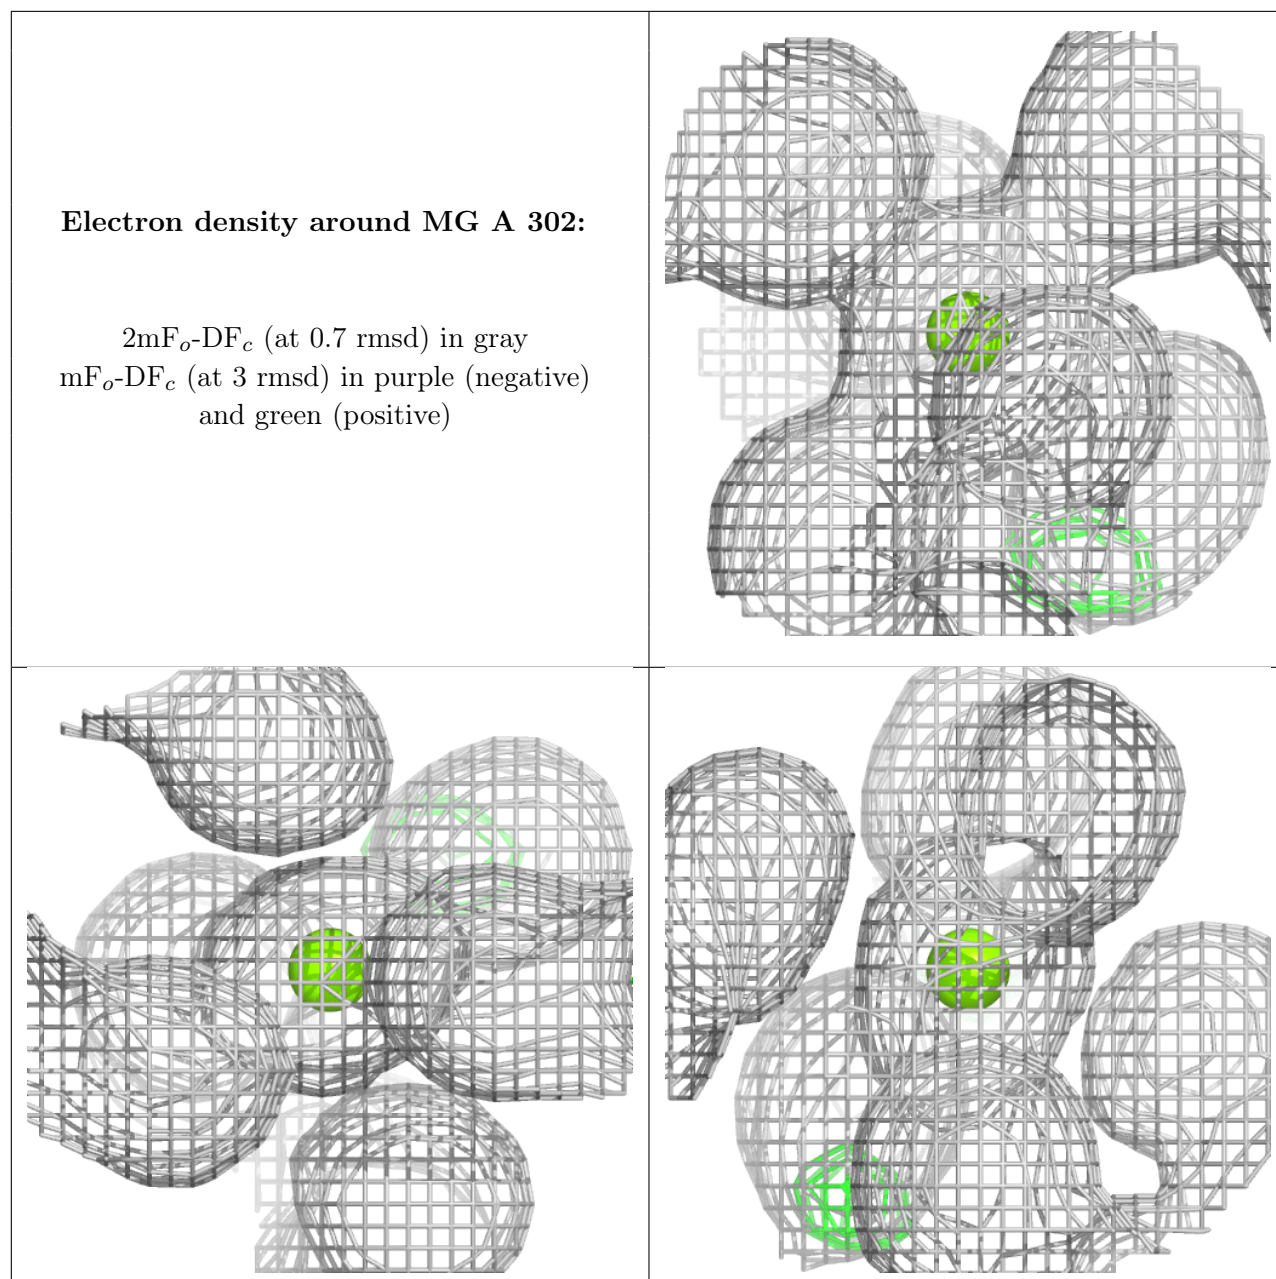 Electron density around MG A 302:
2mFo-DFc (at 0.7 rmsd) in gray
mFo-DFc (at 3 rmsd) in purple (negative)
and green (positive)